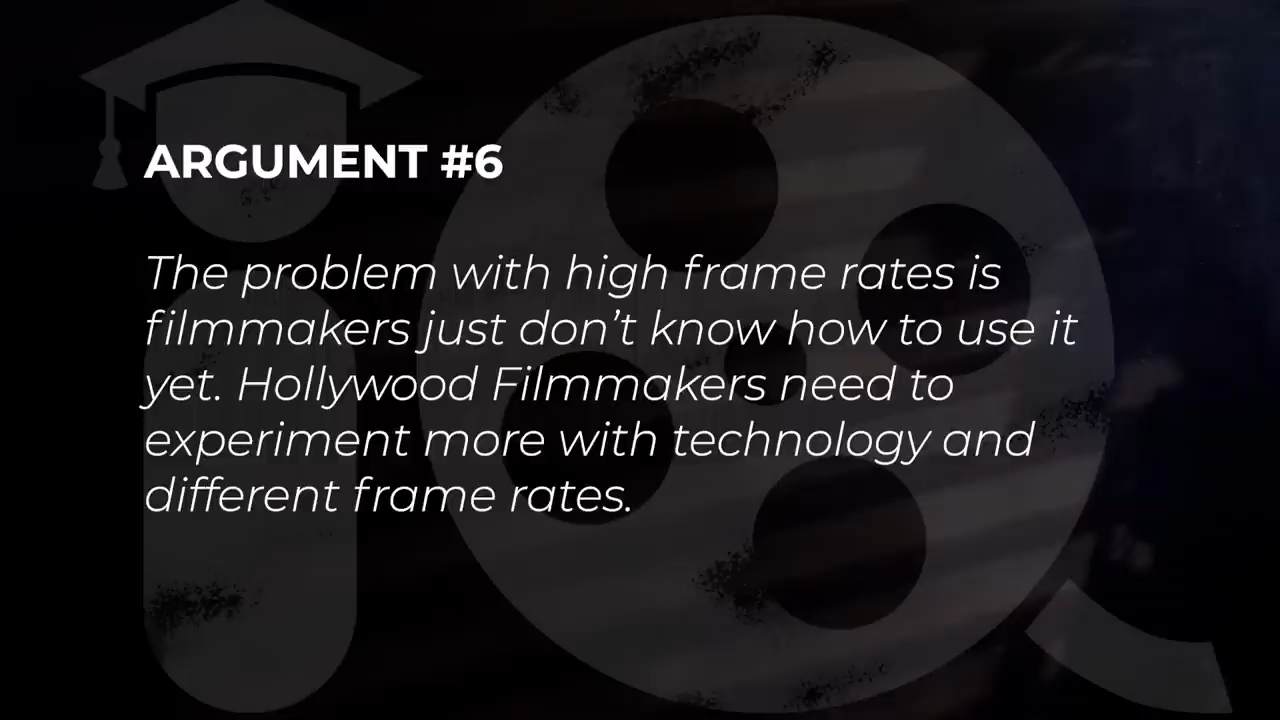 ARGUMENT #6
The problem with high frame rates is
filmmakers just don’t know how to use it
yet. Hollywood Filmmakers need to
experiment more with technology and
different frame rates.